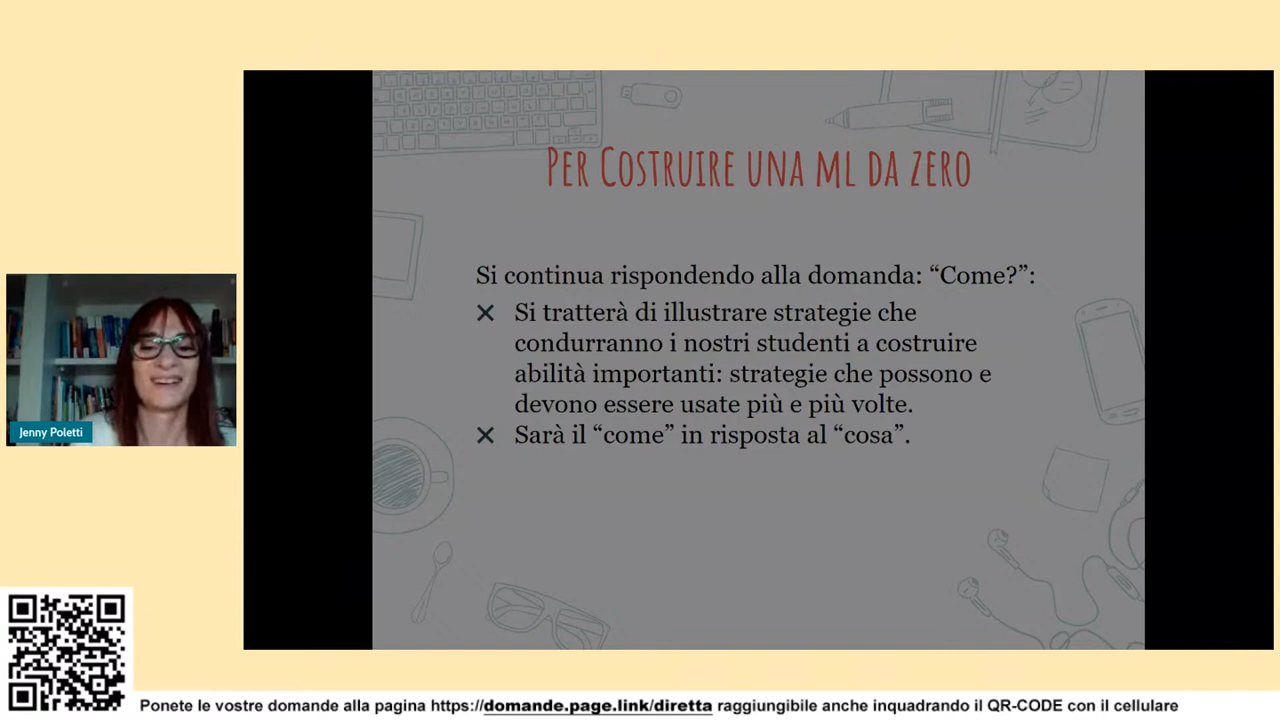 PER COSTRUIRE UNA ML DA ZERO
Si continua rispondendo alla domanda: “Come?”:
Si tratterà di illustrare strategie che
condurranno i nostri studenti a costruire
abilità importanti: strategie che possono e
devono essere usate più e più volte.
Sarà il “come” in risposta al “cosa”.
Jenny Poletti
Ponete le vostre domande alla pagina https://domande.page.link/diretta raggiungibile anche inquadrando il QR-CODE con il cellulare